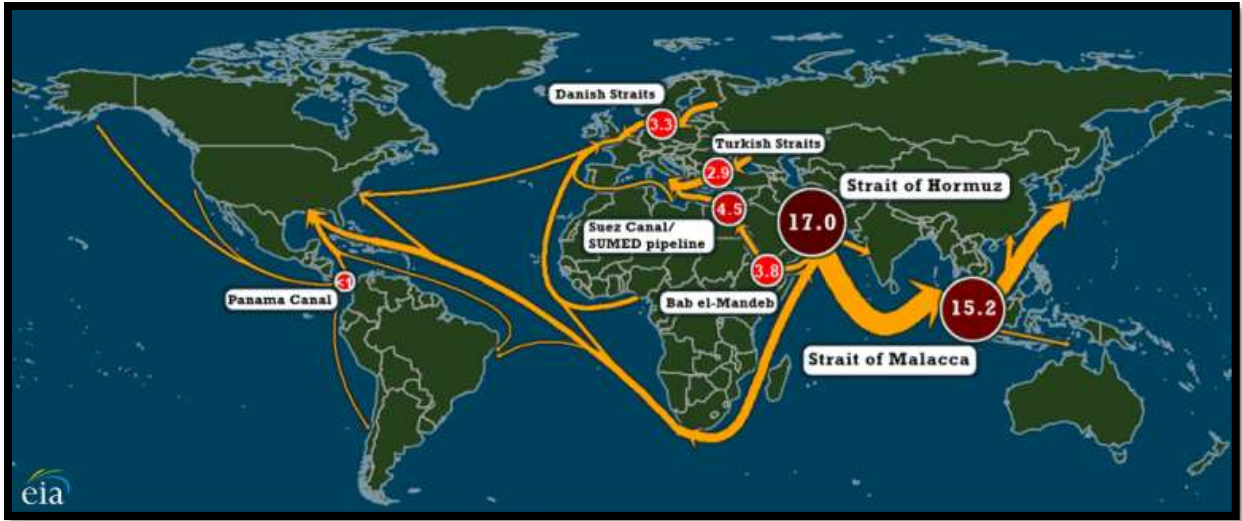 Danish Straits
3.3
Turkish Straits
2.9
Strait of Hormuz
17.0
4.5
Suez Canal/
SUMED pipeline
3.8
Bab el-Mandeb
<1
Panama Canal
15.2
Strait of Malacca
eia